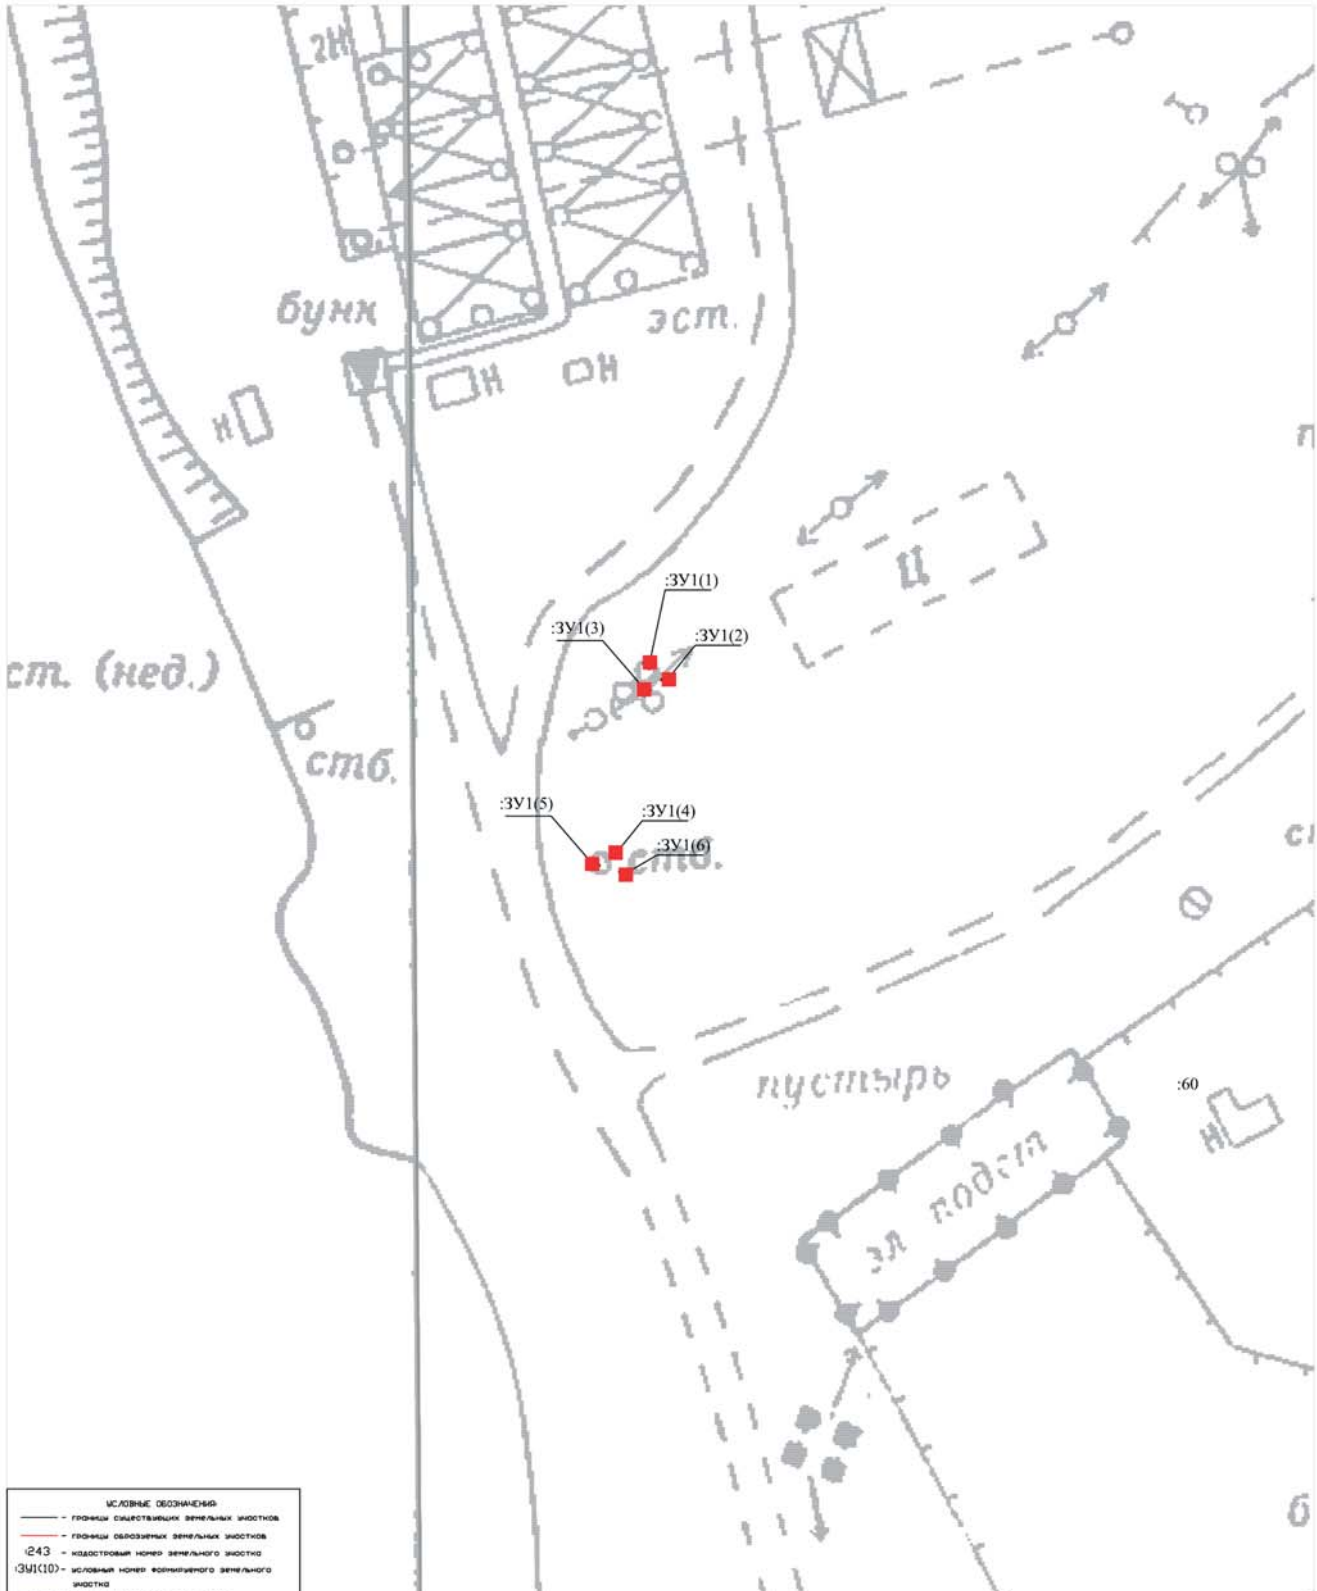 2Н
бунк
эст.
Н
Н
Н
п
Ц
:ЗУ1(1)
:ЗУ1(3)
:ЗУ1(2)
ст. (нед.)
стб.
:ЗУ1(5)
:ЗУ1(4)
:ЗУ1(6)
стб.
пустырь
:60
Н
эл подст
б
УСЛОВНЫЕ ОБОЗНАЧЕНИЯ:
- границы существующих земельных участков
- границы образуемых земельных участков
:243 - кадастровый номер земельного участка
:ЗУ1(10) - условный номер формируемого земельного
участка